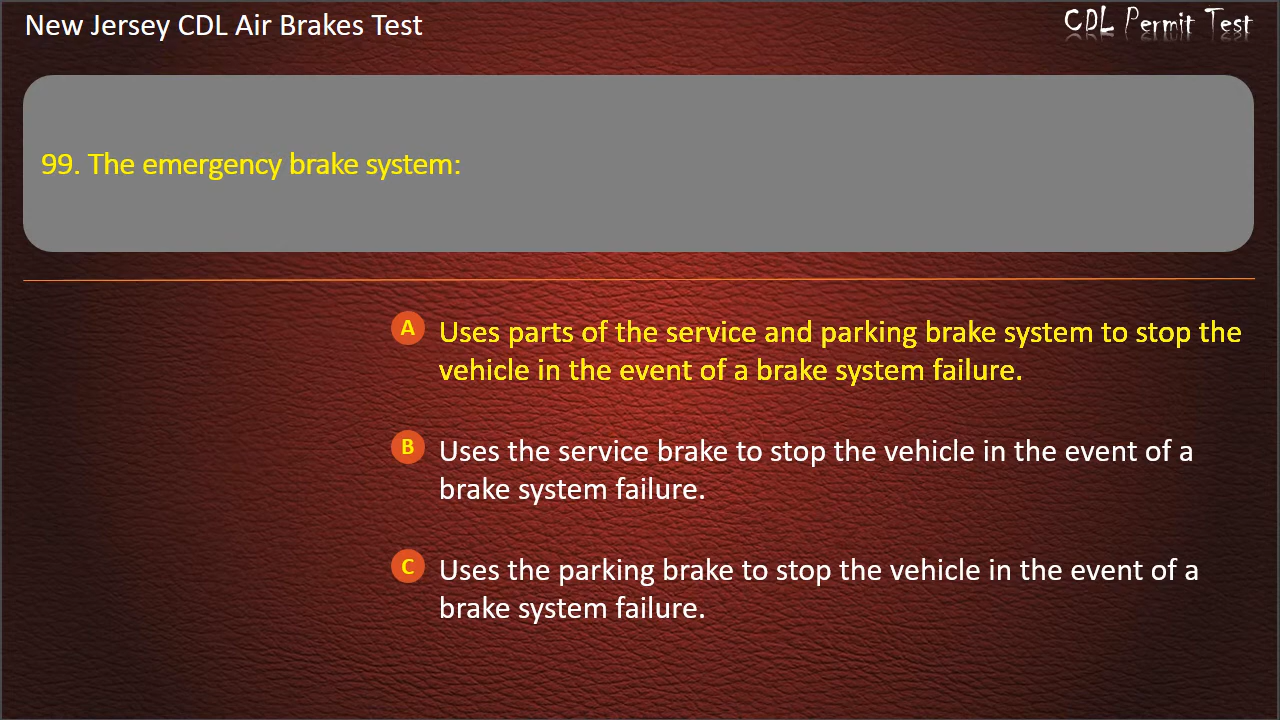 New Jersey CDL Air Brakes Test
CDL Permit Test
99. The emergency brake system:
A Uses parts of the service and parking brake system to stop the
vehicle in the event of a brake system failure.
B Uses the service brake to stop the vehicle in the event of a
brake system failure.
C Uses the parking brake to stop the vehicle in the event of a
brake system failure.